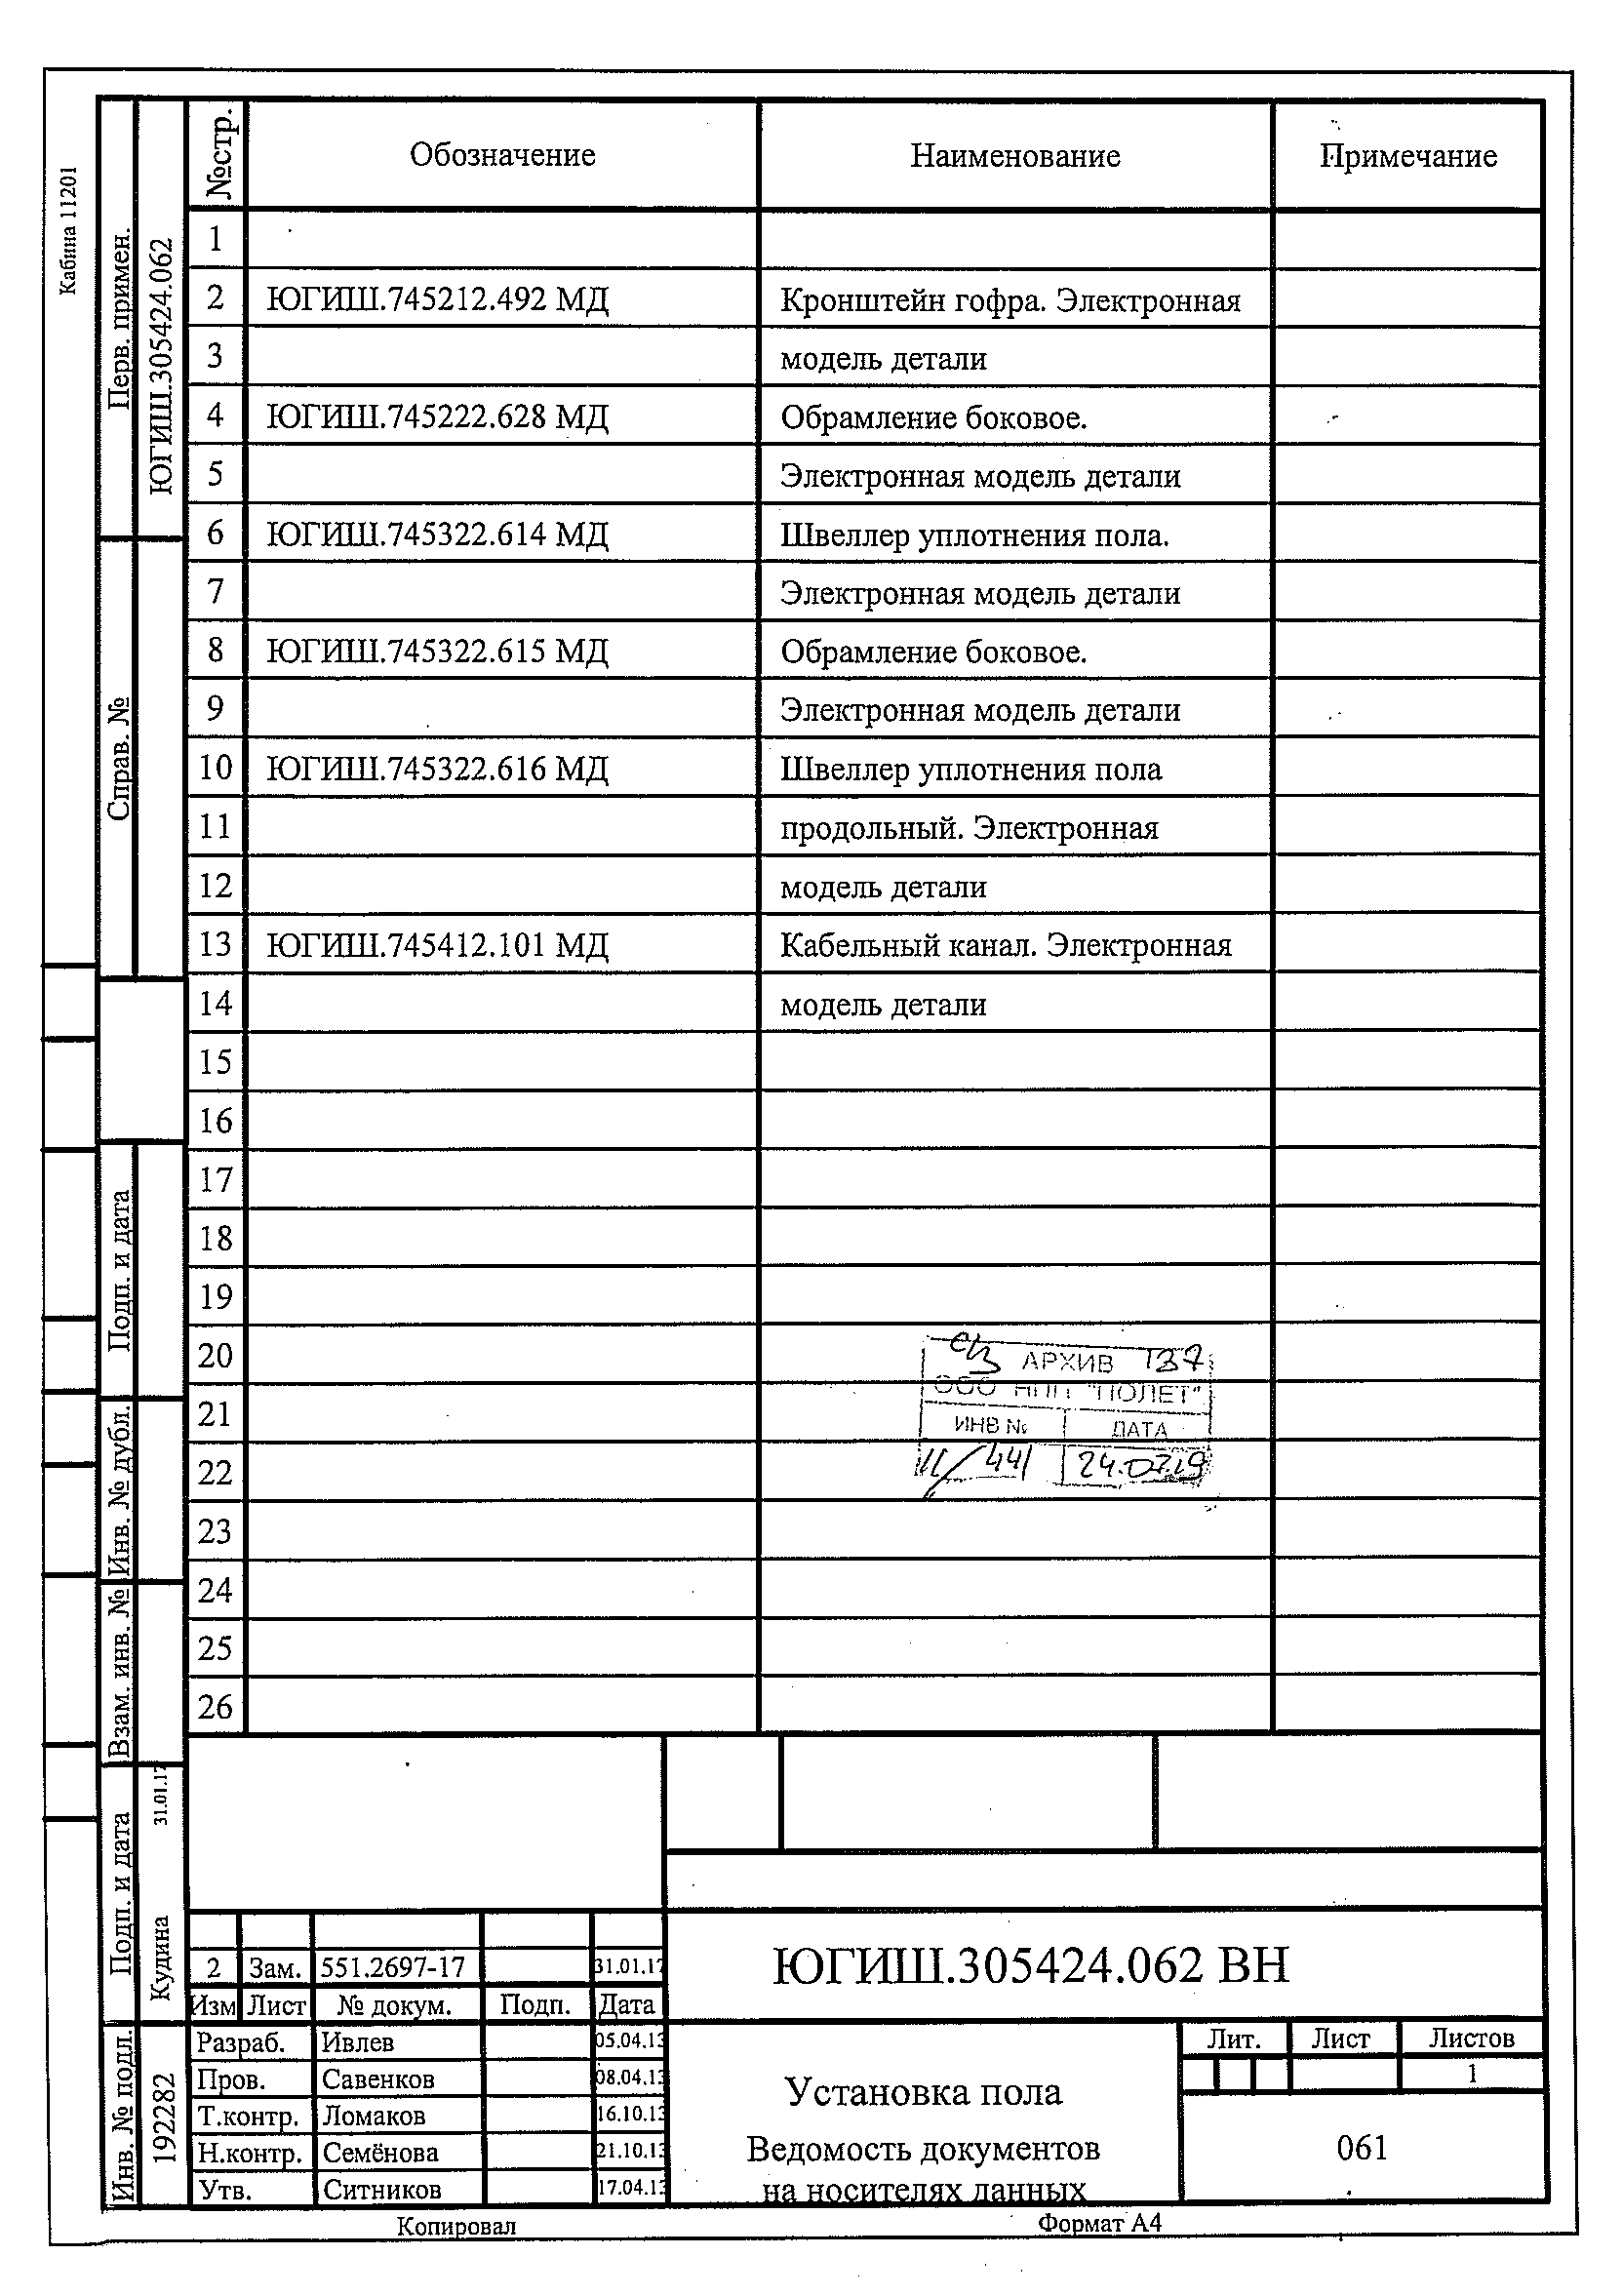 Кабина 11201
Перв. примен.
ЮГИШ.305424.062
Справ. №
Подп. и дата
Инв. № дубл.
Взам. инв. №
Подп. и дата
Кудина 31.01.17
Инв. № подл.
192282
№стр. Обозначение Наименование Примечание
1
2 ЮГИШ.745212.492 МД Кронштейн гофра. Электронная
3 модель детали
4 ЮГИШ.745222.628 МД Обрамление боковое.
5 Электронная модель детали
6 ЮГИШ.745322.614 МД Швеллер уплотнения пола.
7 Электронная модель детали
8 ЮГИШ.745322.615 МД Обрамление боковое.
9 Электронная модель детали
10 ЮГИШ.745322.616 МД Швеллер уплотнения пола
11 продольный. Электронная
12 модель детали
13 ЮГИШ.745412.101 МД Кабельный канал. Электронная
14 модель детали
15
16
17
18
19
20
21
22
23
24
25
26
АРХИВ 137
ООО НПП "ПОЛЕТ"
ИНВ № ДАТА
11/441 24.07.19
2 Зам. 551.2697-17 31.01.17
Изм Лист № докум. Подп. Дата
Разраб. Ивлев 05.04.13
Пров. Савенков 08.04.13
Т.контр. Ломаков 16.10.13
Н.контр. Семёнова 21.10.13
Утв. Ситников 17.04.13
ЮГИШ.305424.062 ВН
Установка пола
Ведомость документов
на носителях данных
Лит. Лист Листов
1
061
Копировал Формат А4